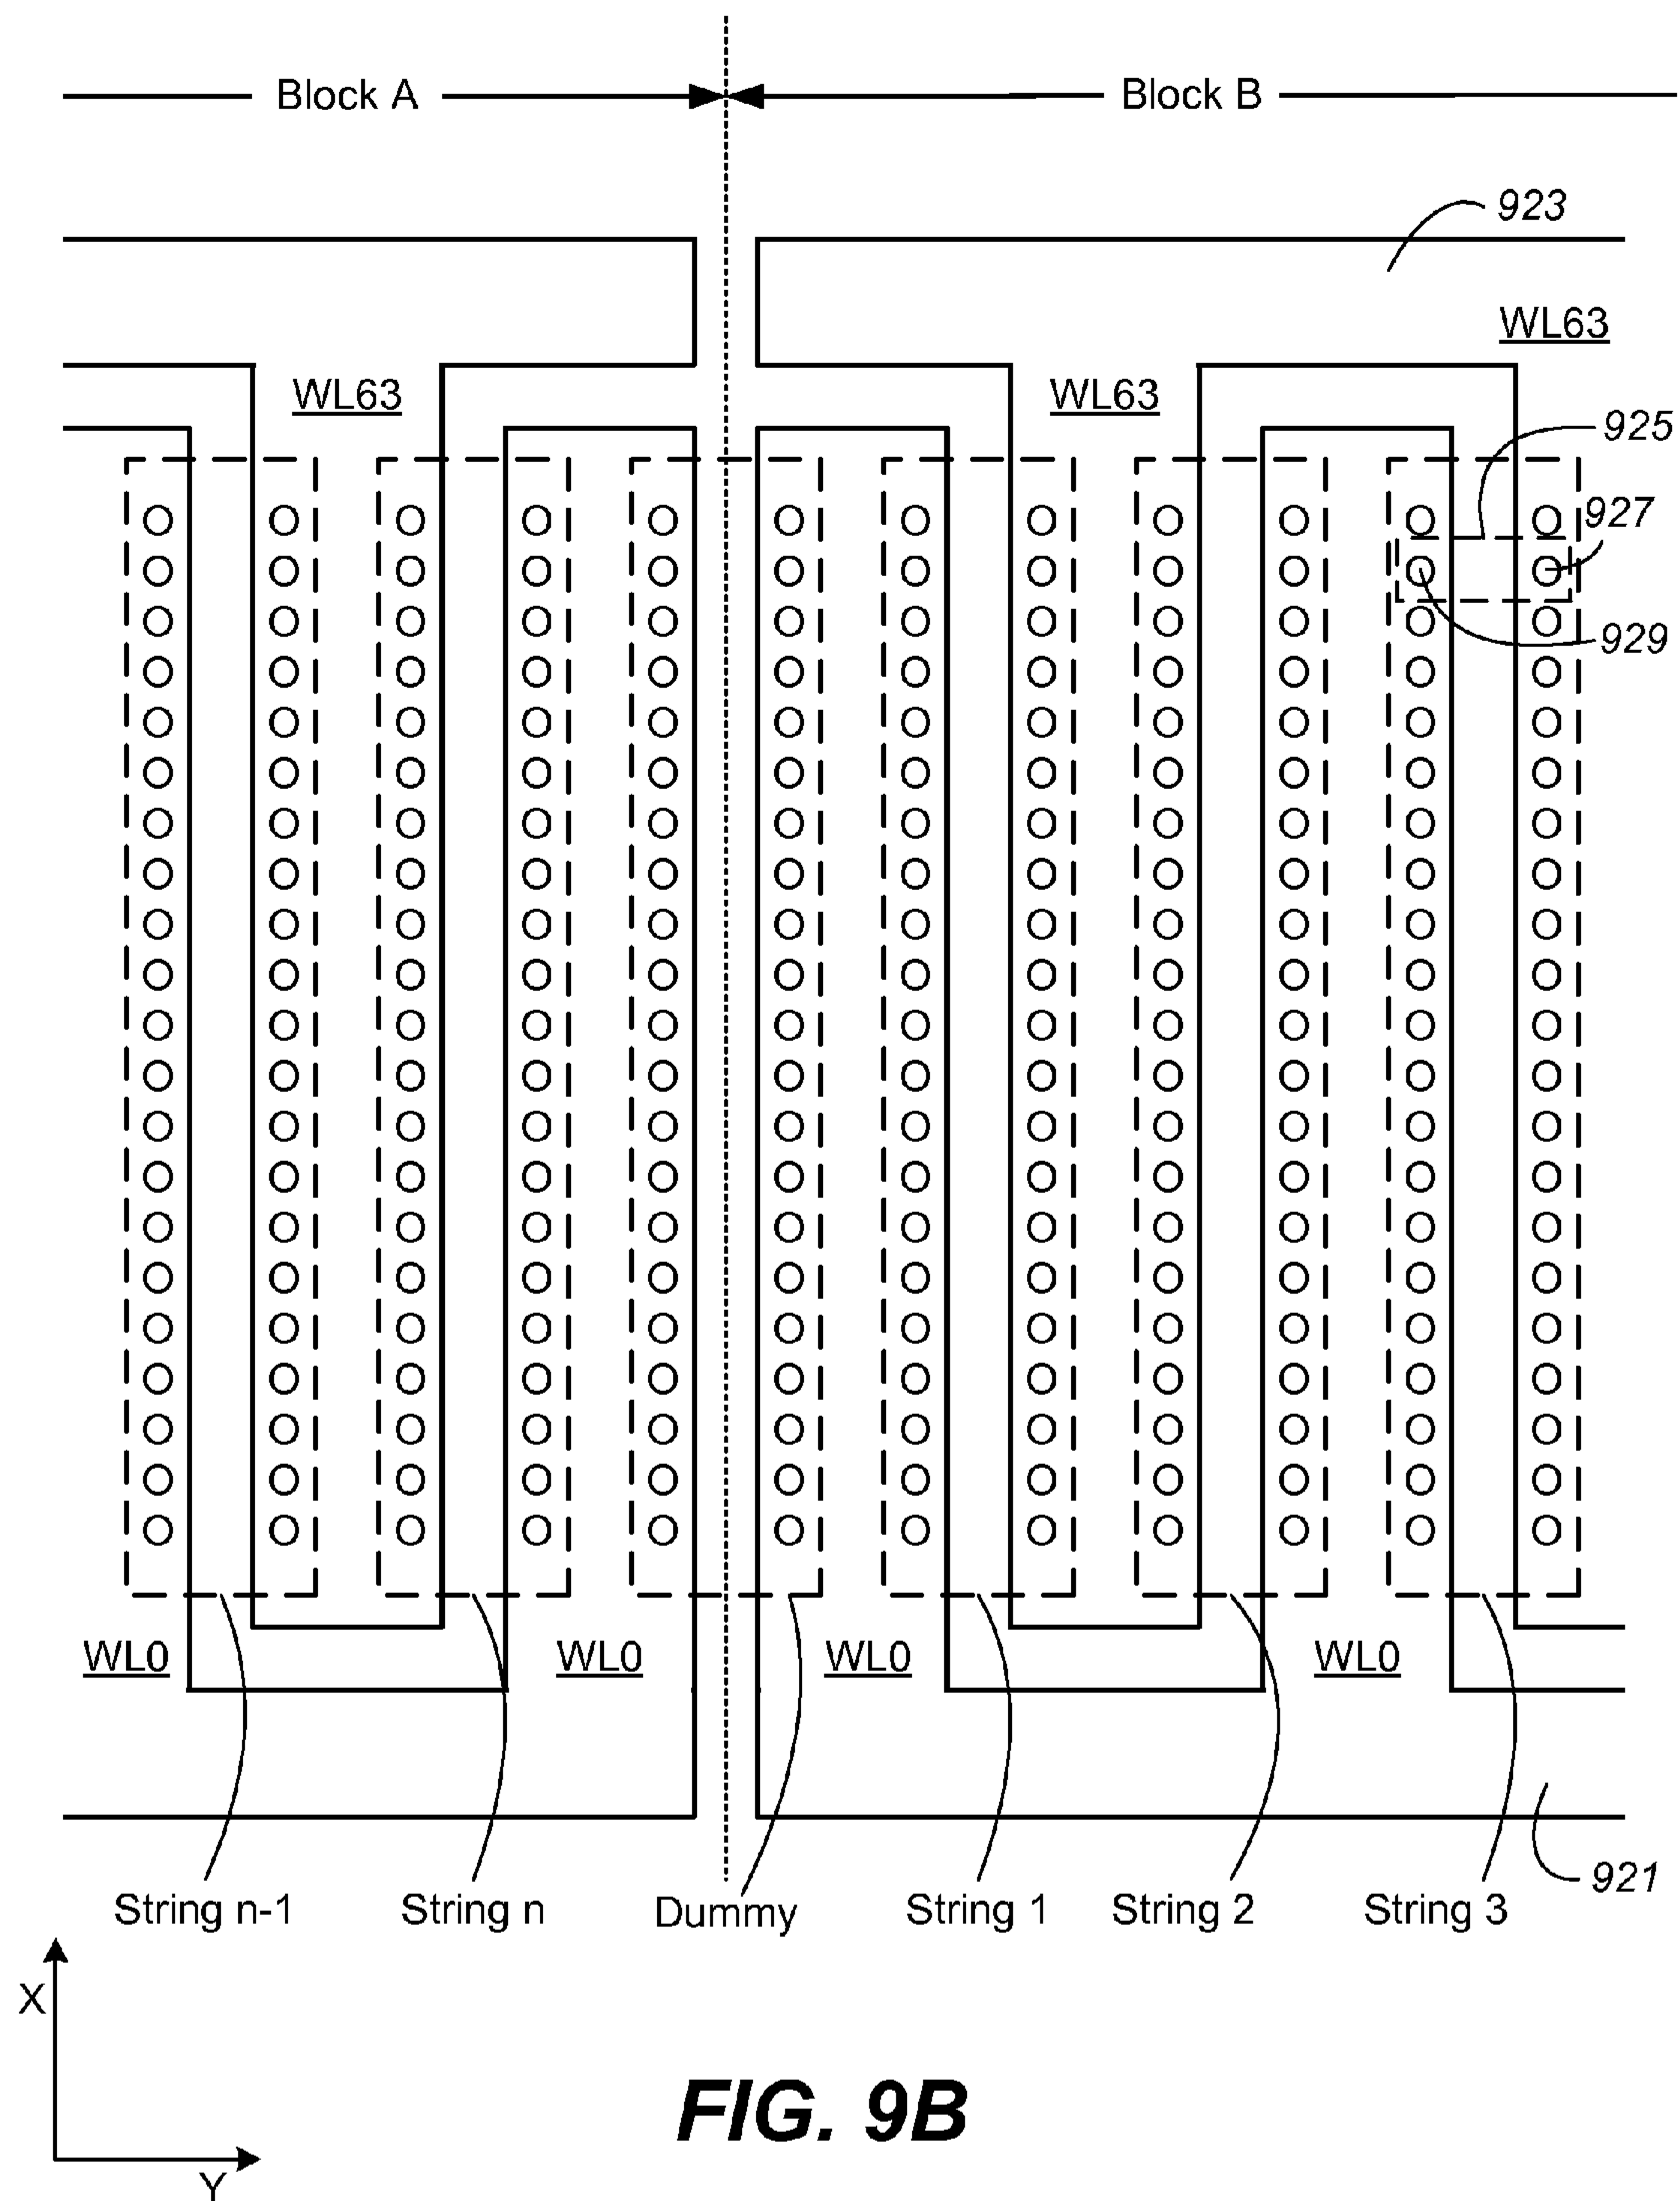 Block A
Block B
923
WL63
WL63
WL63
925
927
929
WL0
WL0
WL0
WL0
921
String n-1
String n
Dummy
String 1
String 2
String 3
X
Y
FIG. 9B